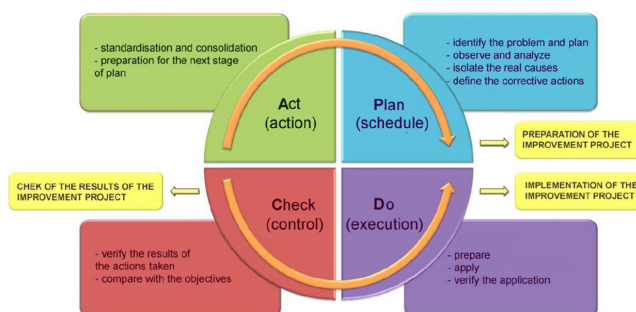 - standardisation and consolidation
- preparation for the next stage
of plan
- identify the problem and plan
- observe and analyze
- isolate the real causes
- define the corrective actions
Act
(action)
Plan
(schedule)
PREPARATION OF THE
IMPROVEMENT PROJECT
CHEK OF THE RESULTS OF THE
IMPROVEMENT PROJECT
Check
(control)
Do
(execution)
IMPLEMENTATION OF THE
IMPROVEMENT PROJECT
- verify the results of
the actions taken
- compare with the objectives
- prepare
- apply
- verify the application